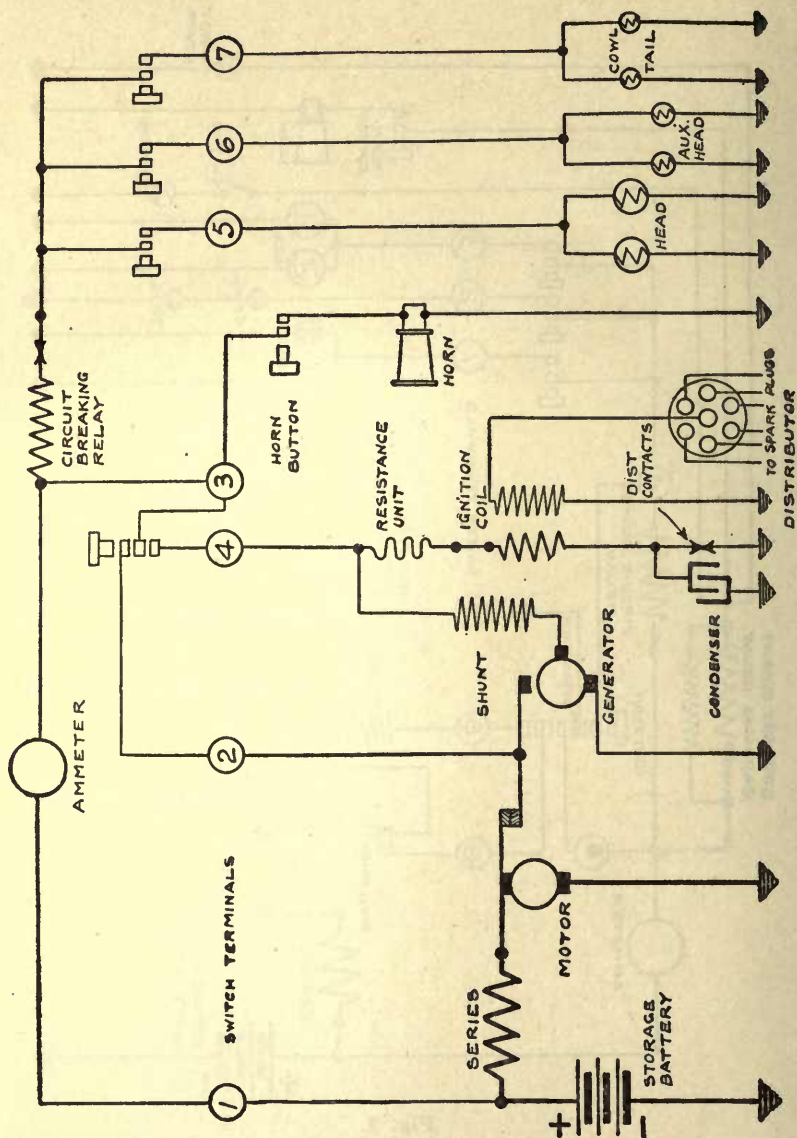 7
6
5
COWL
TAIL
AUX.
HEAD
HEAD
CIRCUIT
BREAKING
RELAY
3
HORN
BUTTON
HORN
4
RESISTANCE
UNIT
IGNITION
COIL
DIST CONTACTS
TO SPARK PLUGS
DISTRIBUTOR
SHUNT
GENERATOR
CONDENSER
AMMETER
2
SWITCH TERMINALS
MOTOR
SERIES
1
+
−
STORAGE
BATTERY